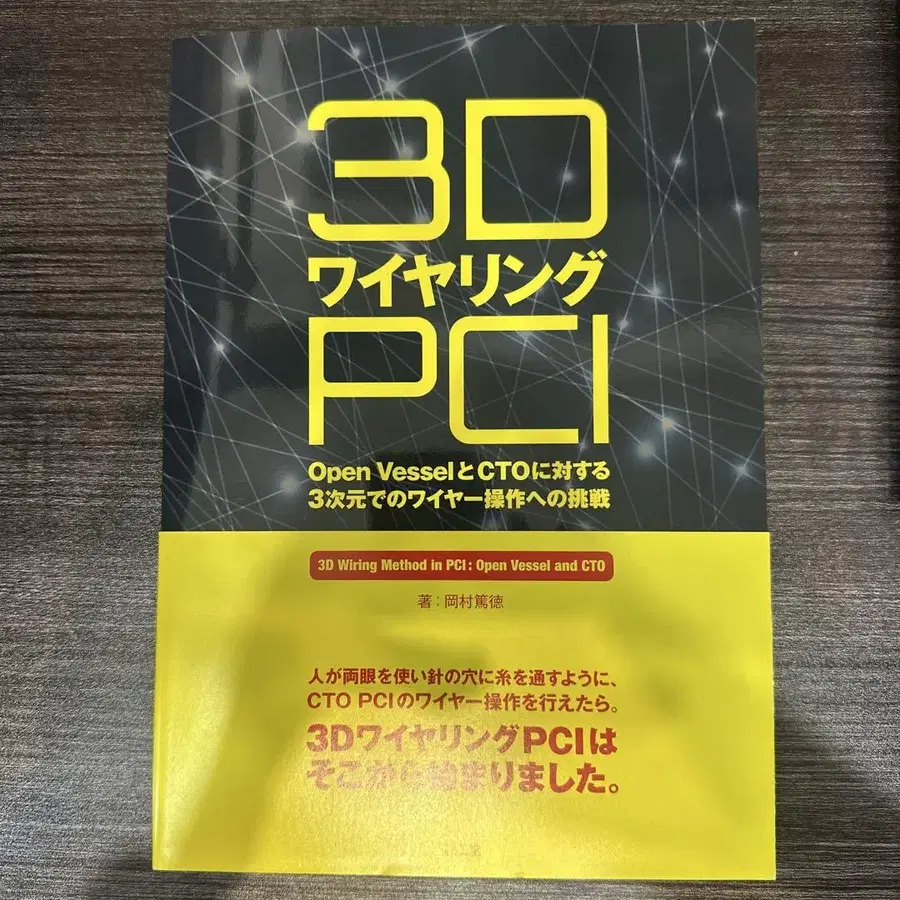 3D
ワイヤリング
PCI
Open VesselとCTOに対する
3次元でのワイヤー操作への挑戦
3D Wiring Method in PCI : Open Vessel and CTO
著：岡村篤徳
人が両眼を使い針の穴に糸を通すように、
CTO PCIのワイヤー操作を行えたら。
3DワイヤリングPCIは
そこから始まりました。